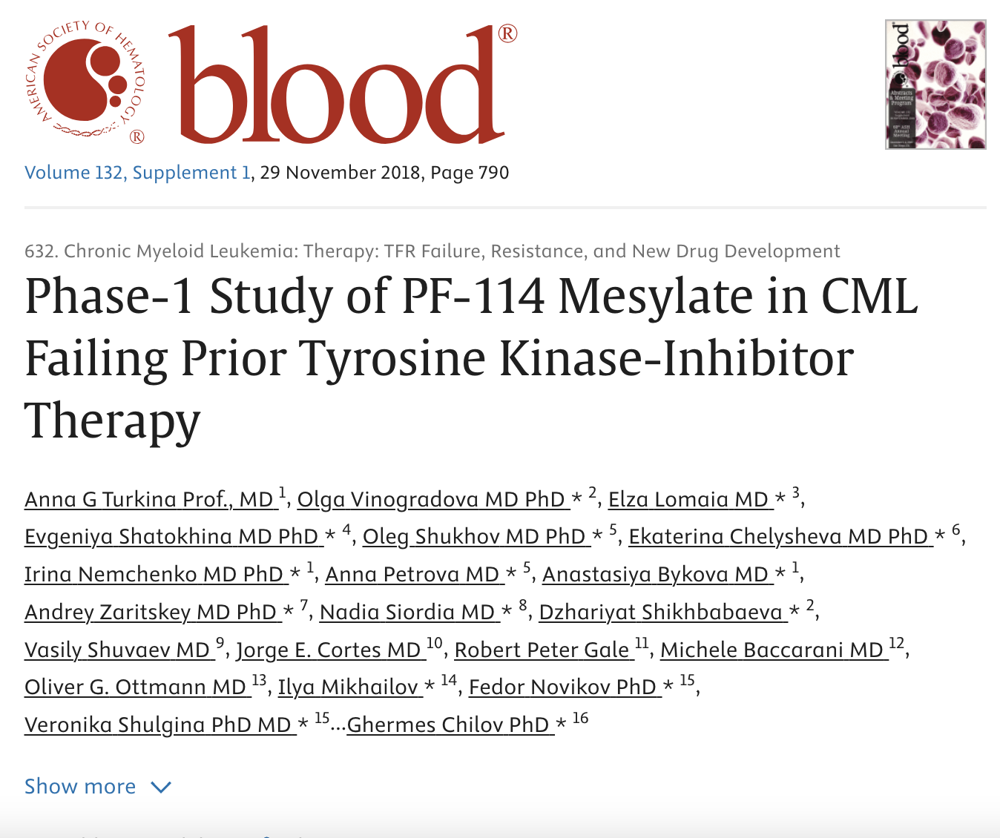 AMERICAN SOCIETY OF HEMATOLOGY ®
blood®
blood
Abstracts
& Meeting
Program
Annual
Meeting
Volume 132, Supplement 1, 29 November 2018, Page 790
632. Chronic Myeloid Leukemia: Therapy: TFR Failure, Resistance, and New Drug Development
Phase-1 Study of PF-114 Mesylate in CML
Failing Prior Tyrosine Kinase-Inhibitor
Therapy
Anna G Turkina Prof., MD 1, Olga Vinogradova MD PhD * 2, Elza Lomaia MD * 3,
Evgeniya Shatokhina MD PhD * 4, Oleg Shukhov MD PhD * 5, Ekaterina Chelysheva MD PhD * 6,
Irina Nemchenko MD PhD * 1, Anna Petrova MD * 5, Anastasiya Bykova MD * 1,
Andrey Zaritskey MD PhD * 7, Nadia Siordia MD * 8, Dzhariyat Shikhbabaeva * 2,
Vasily Shuvaev MD 9, Jorge E. Cortes MD 10, Robert Peter Gale 11, Michele Baccarani MD 12,
Oliver G. Ottmann MD 13, Ilya Mikhailov * 14, Fedor Novikov PhD * 15,
Veronika Shulgina PhD MD * 15...Ghermes Chilov PhD * 16
Show more